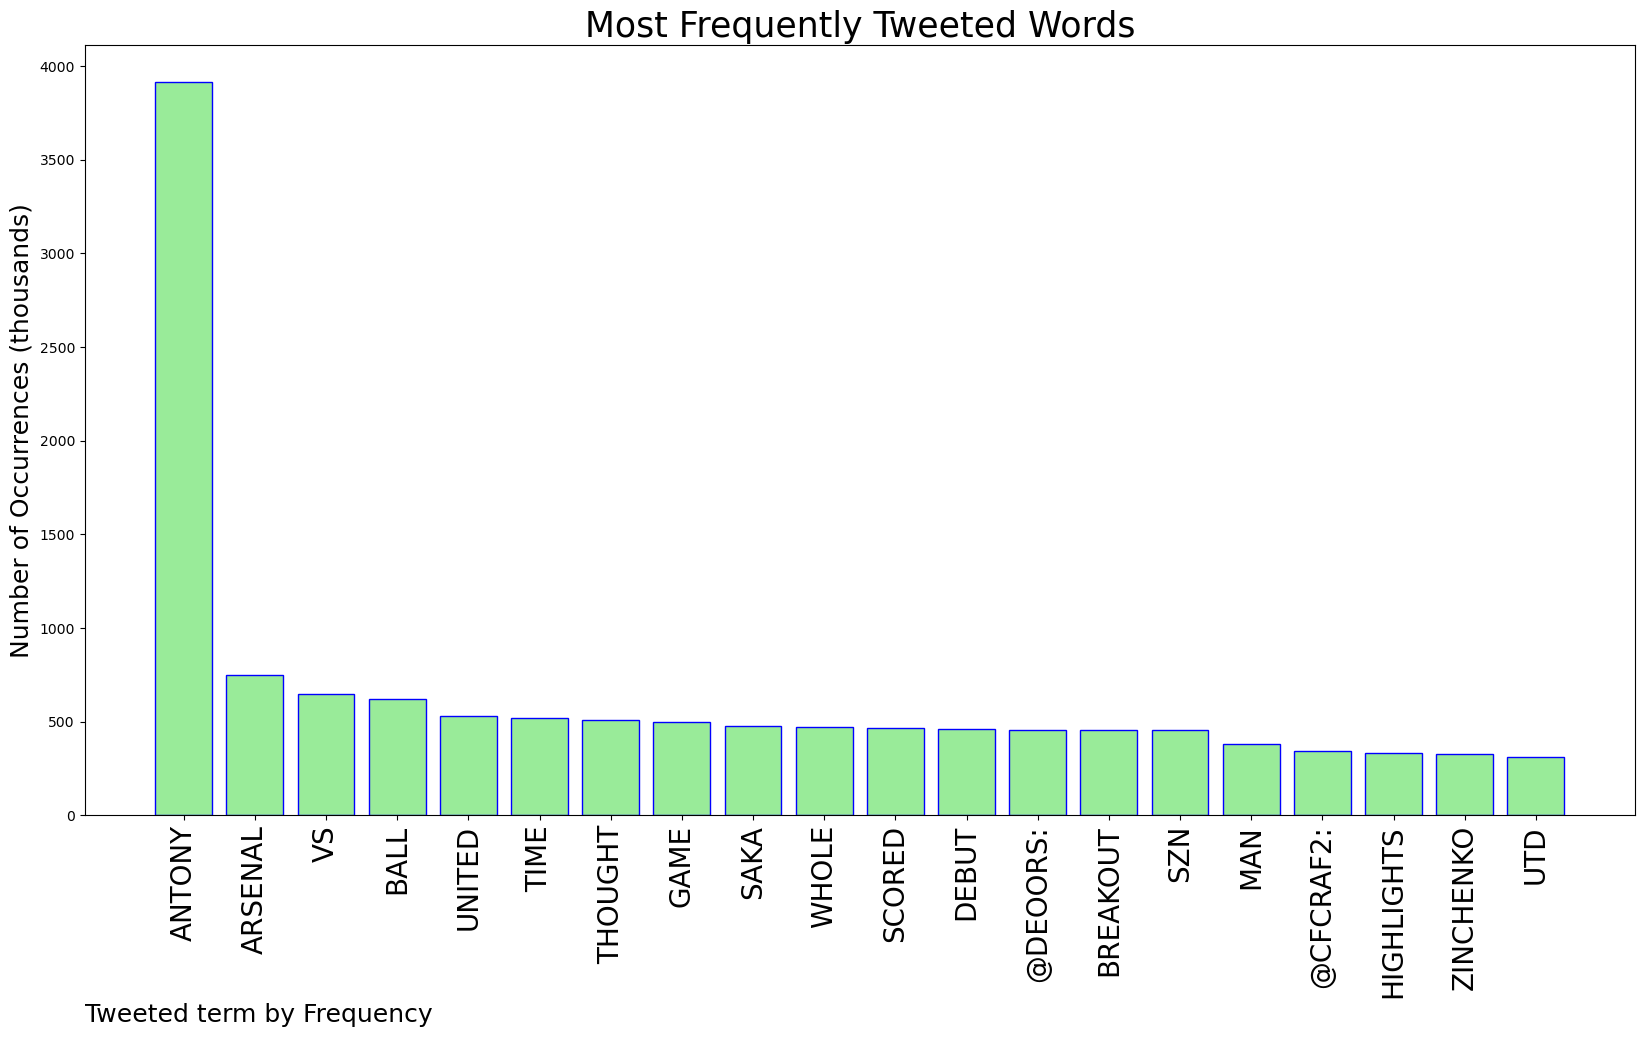 Most Frequently Tweeted Words
Number of Occurrences (thousands)
4000
3500
3000
2500
2000
1500
1000
500
0
ANTONY
ARSENAL
VS
BALL
UNITED
TIME
THOUGHT
GAME
SAKA
WHOLE
SCORED
DEBUT
@DEOORS:
BREAKOUT
SZN
MAN
@CFCRAF2:
HIGHLIGHTS
ZINCHENKO
UTD
Tweeted term by Frequency